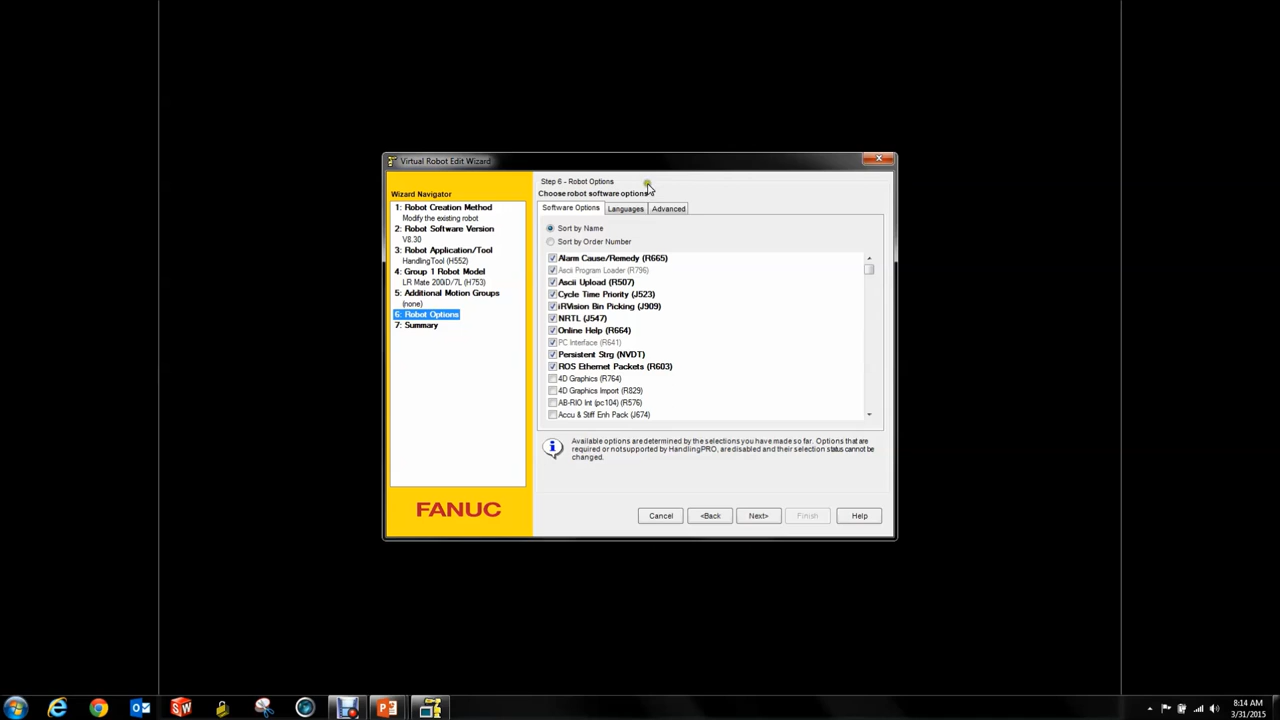 Virtual Robot Edit Wizard
Wizard Navigator
1: Robot Creation Method
Modify the existing robot
2: Robot Software Version
V8.30
3: Robot Application/Tool
HandlingTool (H552)
4: Group 1 Robot Model
LR Mate 200iD/7L (H753)
5: Additional Motion Groups
(none)
6: Robot Options
7: Summary
FANUC
Step 6 - Robot Options
Choose robot software options
Software Options Languages Advanced
Sort by Name
Sort by Order Number
Alarm Cause/Remedy (R665)
Ascii Program Loader (R796)
Ascii Upload (R507)
Cycle Time Priority (J523)
iRVision Bin Picking (J909)
NRTL (J547)
Online Help (R664)
PC Interface (R641)
Persistent Strg (NVDT)
ROS Ethernet Packets (R603)
4D Graphics (R764)
4D Graphics Import (R829)
AB-RIO Int (pc104) (R576)
Accu & Stiff Enh Pack (J674)
Available options are determined by the selections you have made so far. Options that are
required or not supported by HandlingPRO, are disabled and their selection status cannot be
changed.
Cancel <Back Next> Finish Help
8:14 AM
3/31/2015